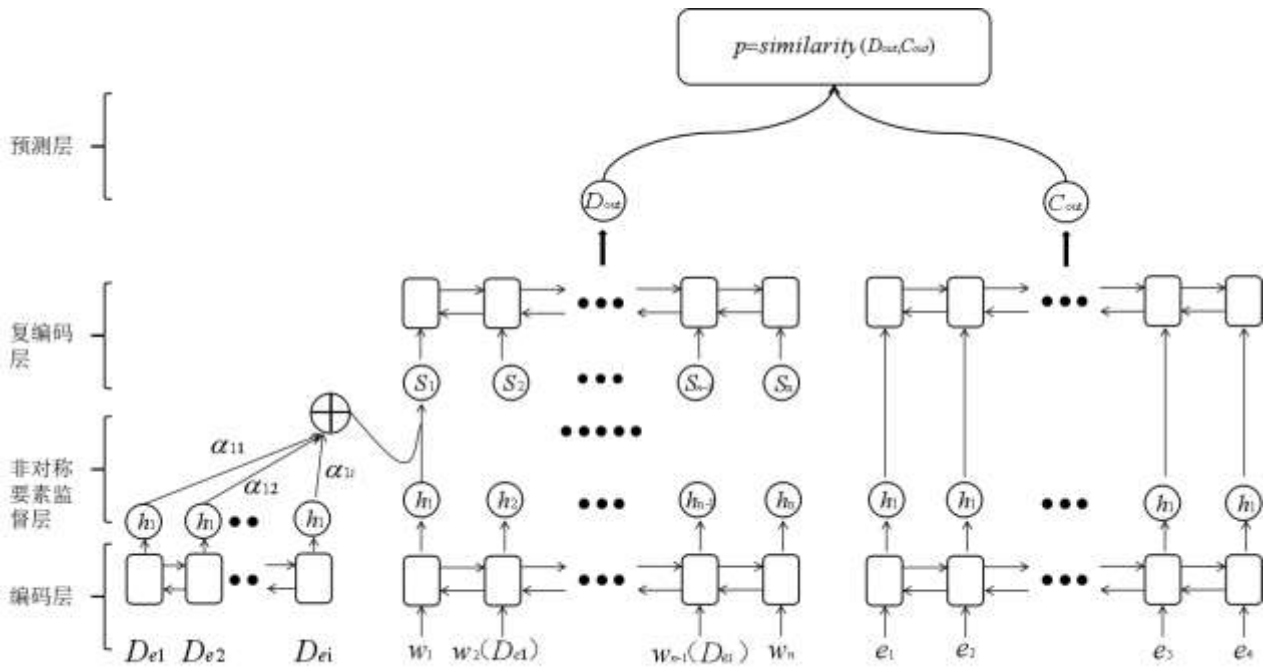 p=similarity(Dout,Cout)
预测层
Dout
Cout
复编码
层
S1
S2
Sn-1
Sn
α11
α12
α1i
非对称
要素监
督层
h1
h1
h1
h1
h2
hn-1
hn
h1
h1
h1
h1
编码层
De1
De2
Dei
w1
w2(De1)
wn-1(Dei)
wn
e1
e2
e3
e4